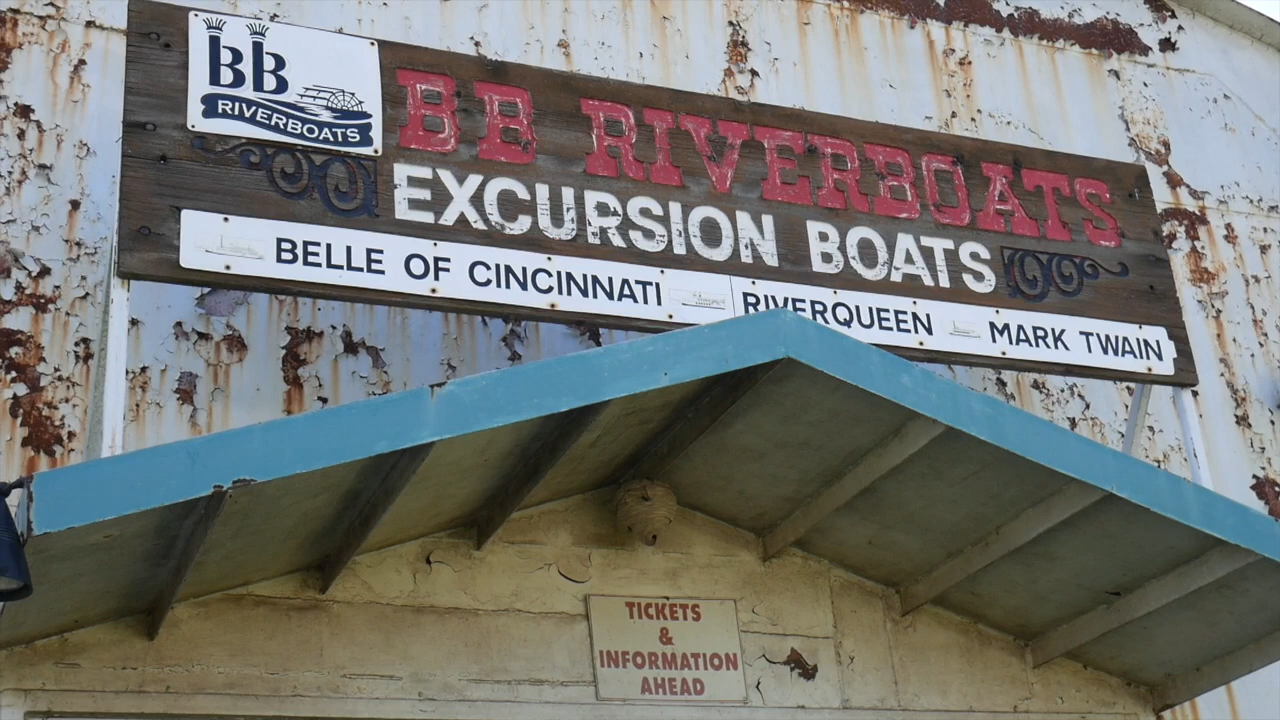 BB
RIVERBOATS
BB RIVERBOATS
EXCURSION BOATS
BELLE OF CINCINNATI RIVERQUEEN MARK TWAIN
TICKETS
&
INFORMATION
AHEAD